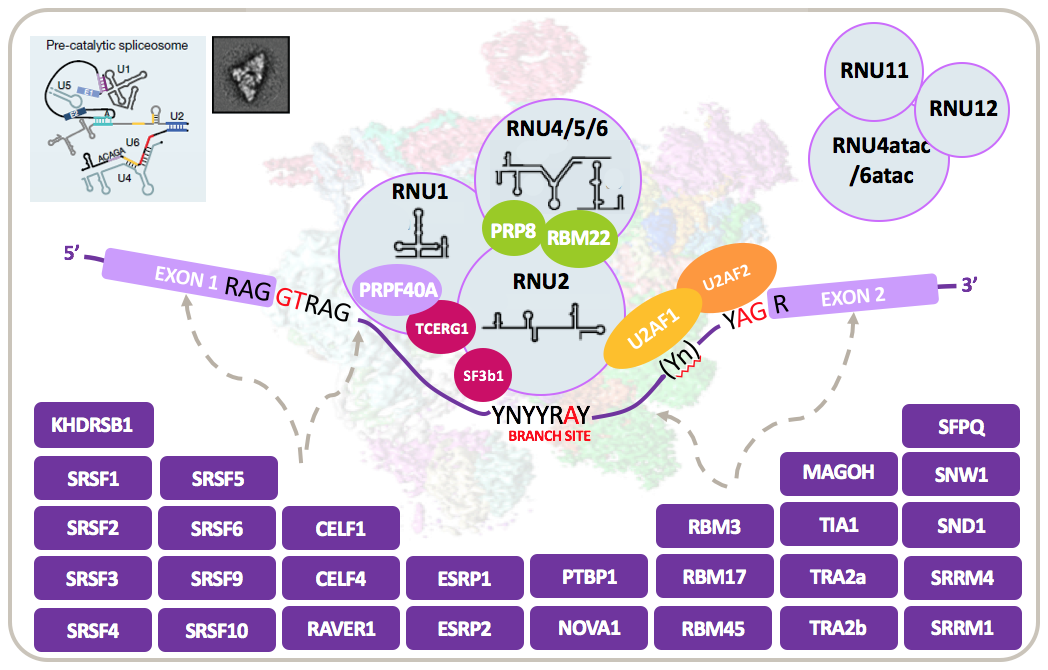 Pre-catalytic spliceosome
U1
U5
E1
E2
A
U2
U6
ACAGA
U4
RNU11
RNU12
RNU4atac
/6atac
RNU4/5/6
RNU1
PRP8
RBM22
RNU2
PRPF40A
TCERG1
SF3b1
U2AF2
U2AF1
5’
EXON 1 RAG GTRAG
(Yn)
YAG R EXON 2
3’
YNYYRAY
BRANCH SITE
KHDRSB1
SRSF1
SRSF2
SRSF3
SRSF4
SRSF5
SRSF6
SRSF9
SRSF10
CELF1
CELF4
RAVER1
ESRP1
ESRP2
PTBP1
NOVA1
RBM3
RBM17
RBM45
MAGOH
TIA1
TRA2a
TRA2b
SFPQ
SNW1
SND1
SRRM4
SRRM1